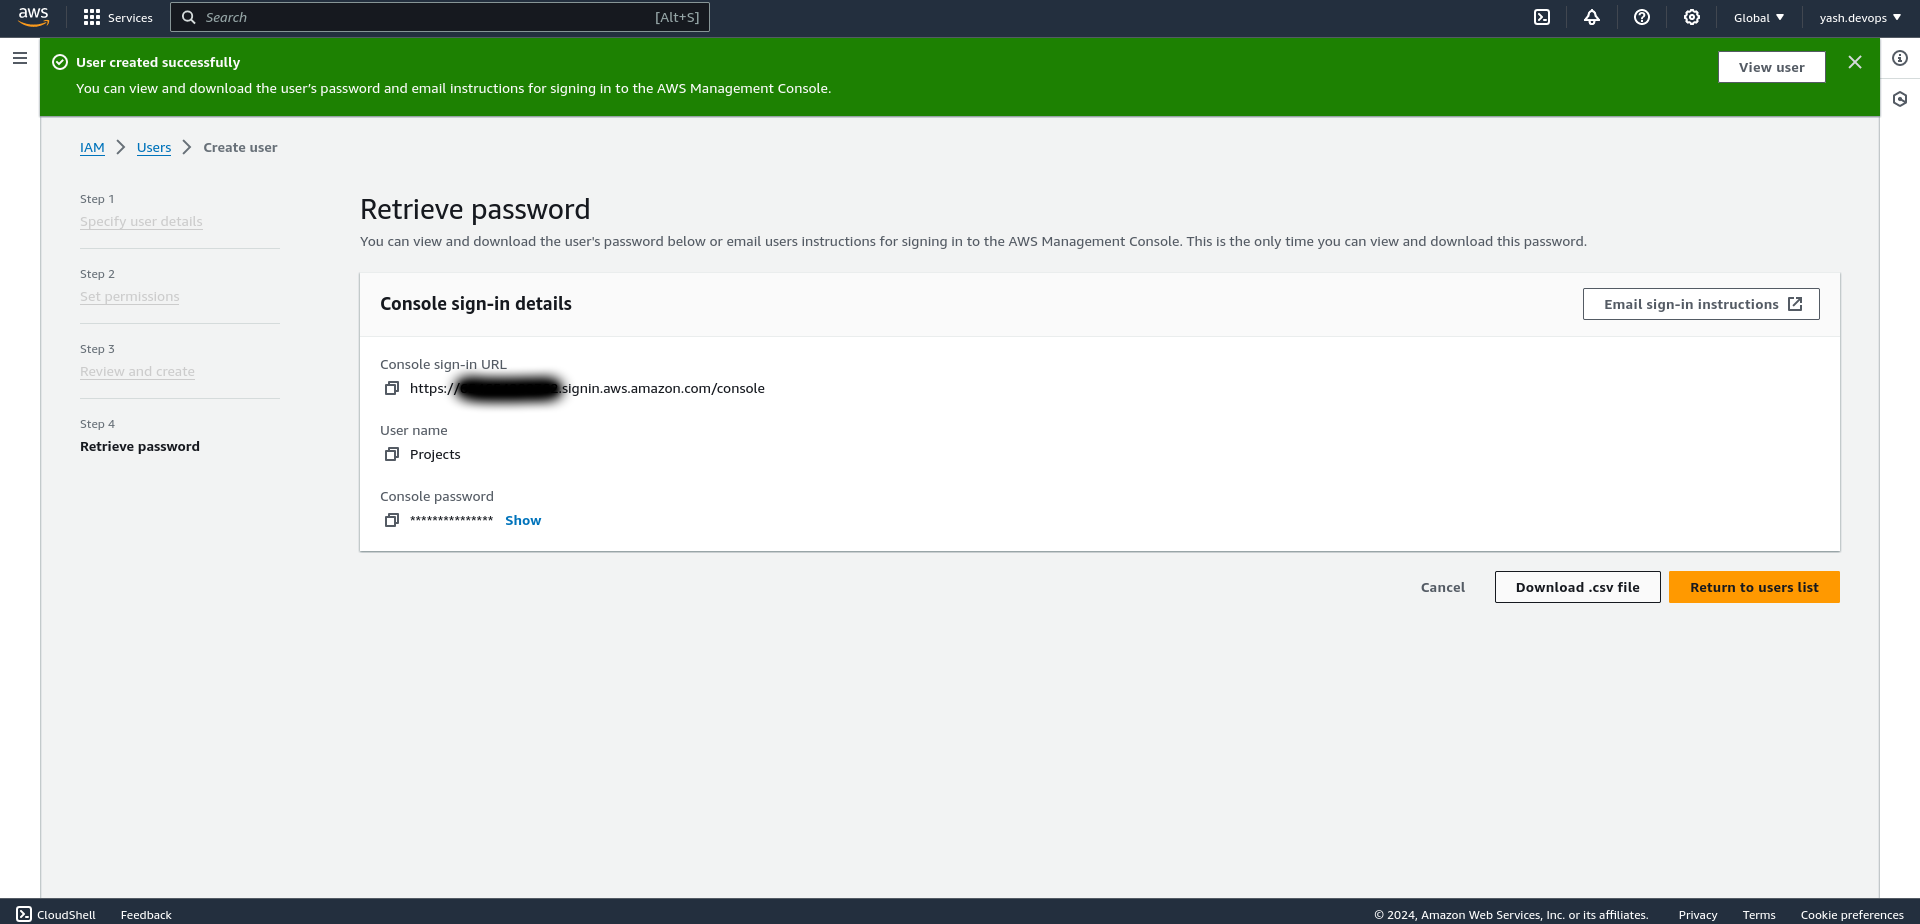 aws
Services
Search
[Alt+S]
Global
yash.devops
User created successfully
You can view and download the user’s password and email instructions for signing in to the AWS Management Console.
View user
IAM
Users
Create user
Step 1
Specify user details
Step 2
Set permissions
Step 3
Review and create
Step 4
Retrieve password
Retrieve password
You can view and download the user's password below or email users instructions for signing in to the AWS Management Console. This is the only time you can view and download this password.
Console sign-in details
Email sign-in instructions
Console sign-in URL
https:// .signin.aws.amazon.com/console
User name
Projects
Console password
*************** Show
Cancel
Download .csv file
Return to users list
CloudShell
Feedback
© 2024, Amazon Web Services, Inc. or its affiliates.
Privacy
Terms
Cookie preferences